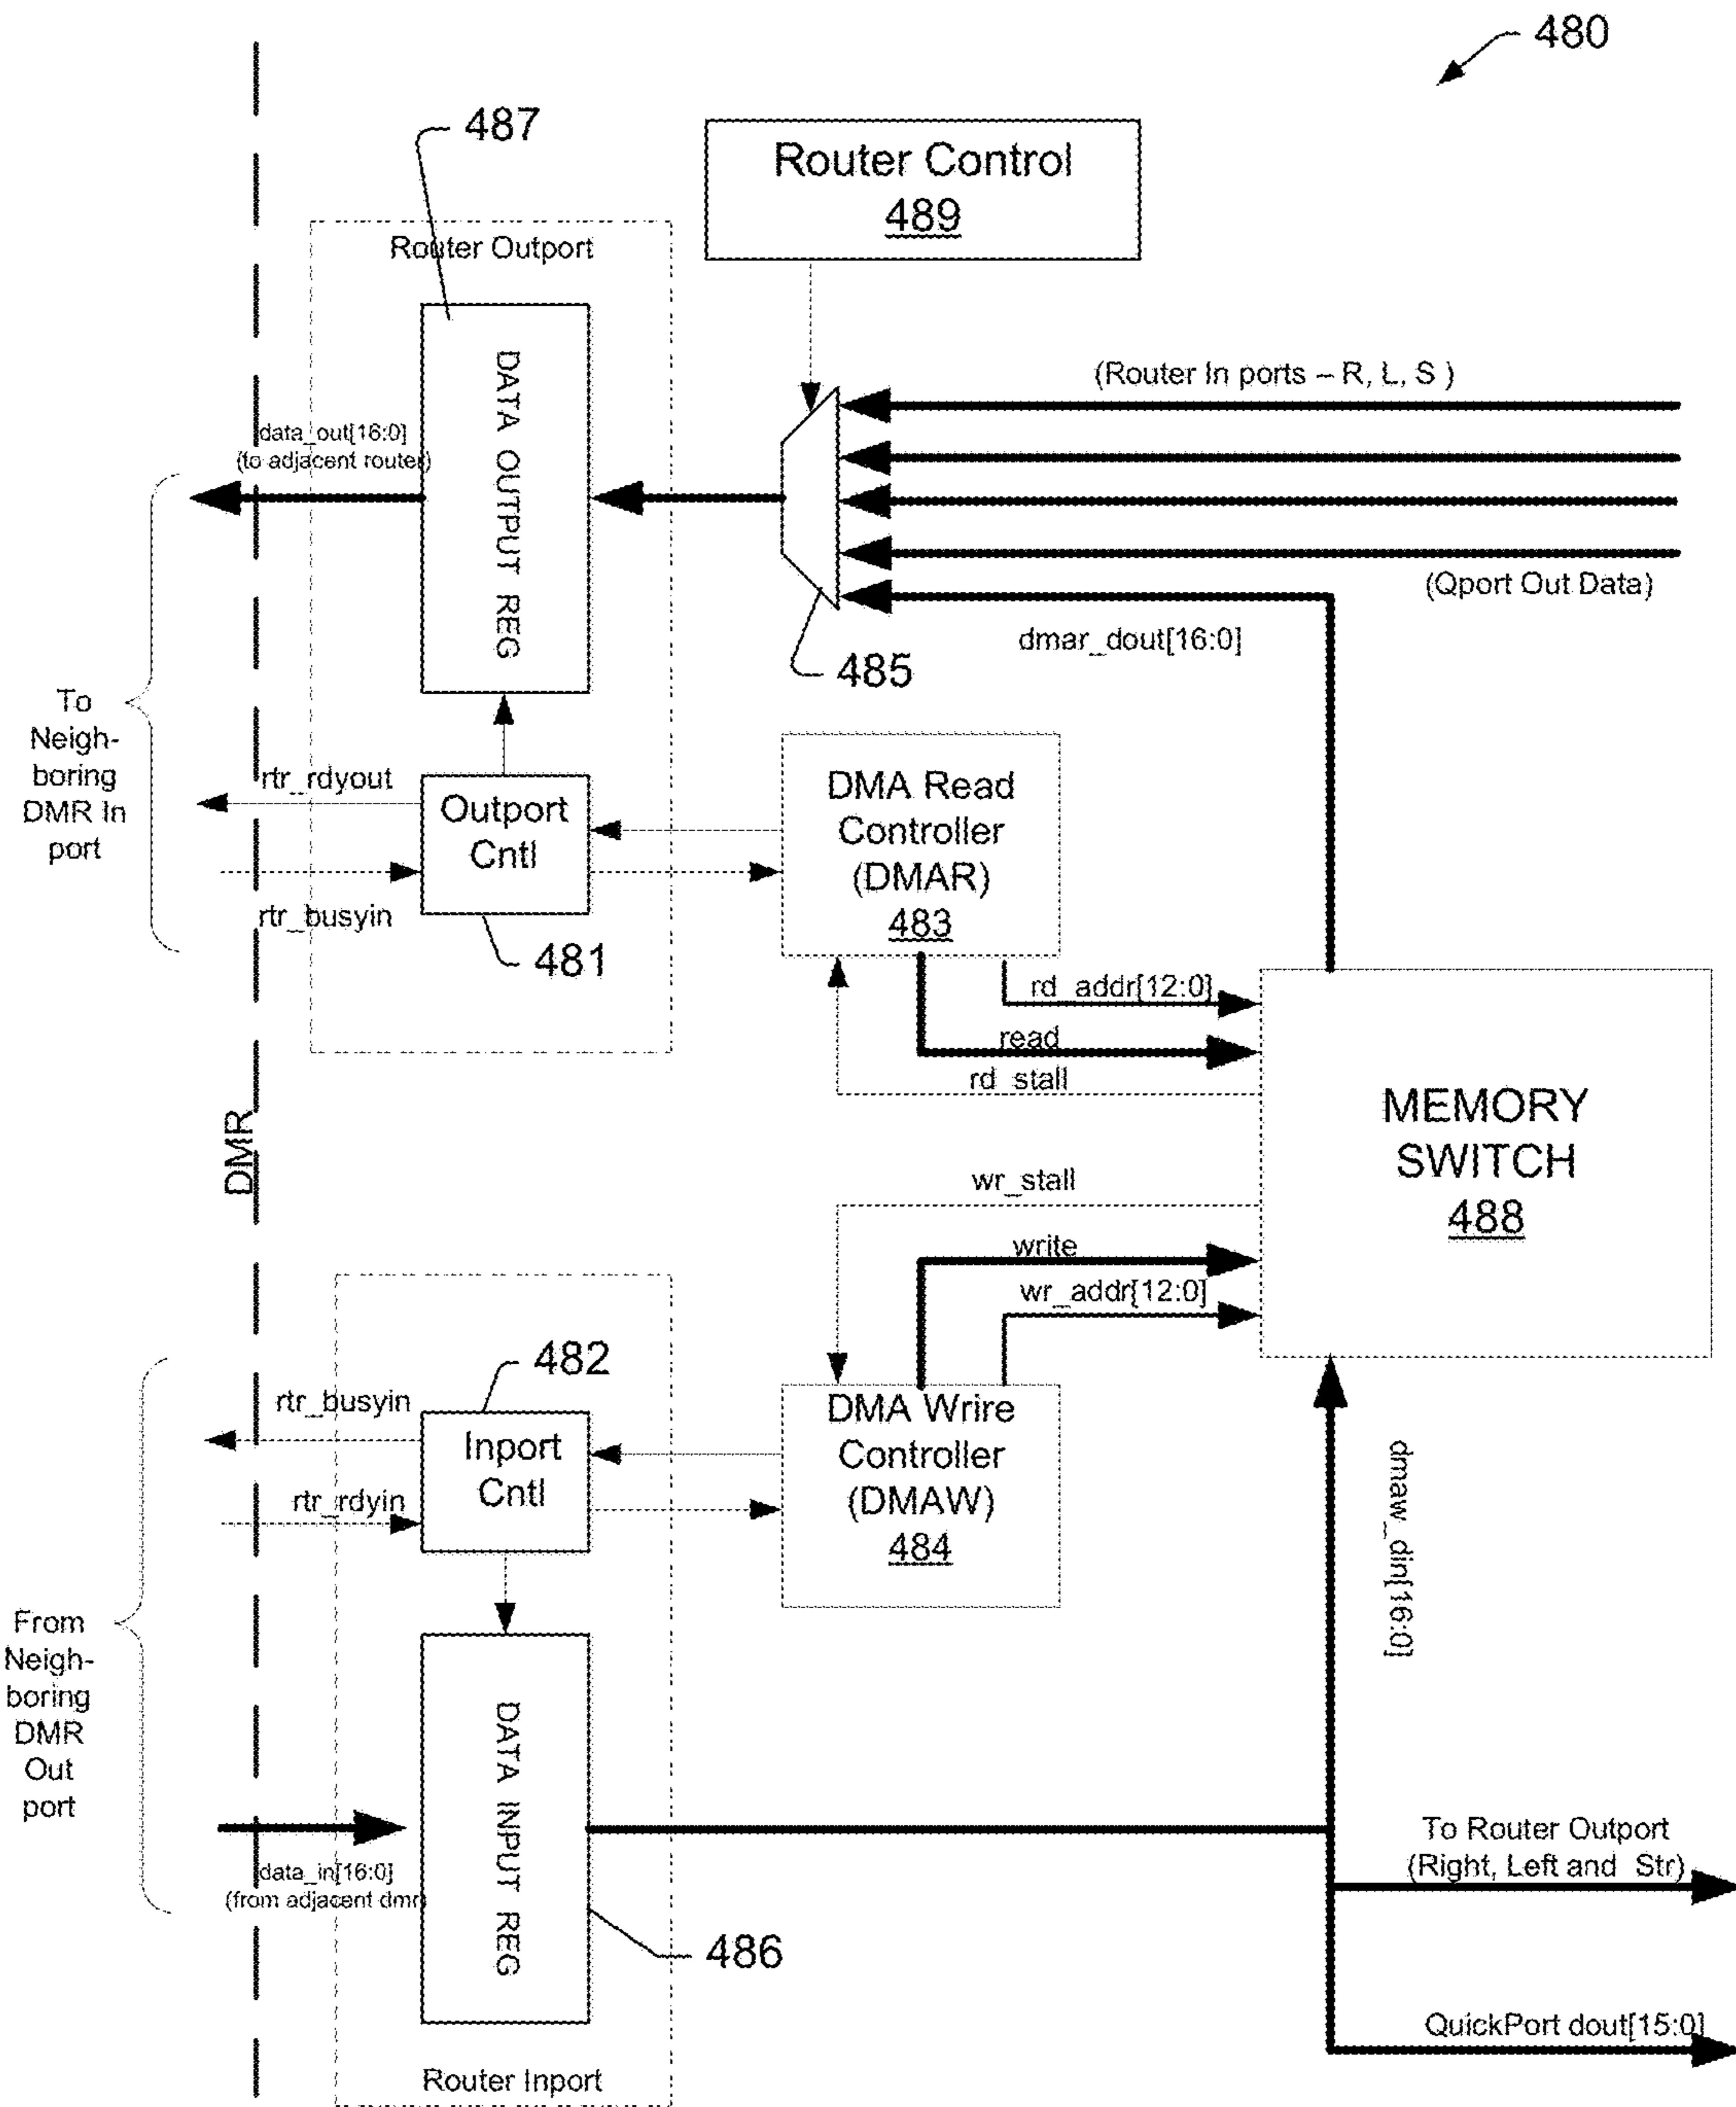 480
487
Router Control
489
Router Outport
DATA OUTPUT REG
(Router In ports – R, L, S )
data_out[16:0]
(to adjacent router)
(Qport Out Data)
dmar_dout[16:0]
485
To
Neigh-
boring
DMR In
port
rtr_rdyout
Outport
Cntl
rtr_busyin
481
DMA Read
Controller
(DMAR)
483
rd_addr[12:0]
read
rd_stall
MEMORY
SWITCH
488
DMR
wr_stall
write
wr_addr[12:0]
482
rtr_busyin
Inport
Cntl
rtr_rdyin
DMA Wrire
Controller
(DMAW)
484
dmaw_din[16:0]
From
Neigh-
boring
DMR
Out
port
DATA INPUT REG
data_in[16:0]
(from adjacent dmr)
486
To Router Outport
(Right, Left and Str)
QuickPort dout[15:0]
Router Inport